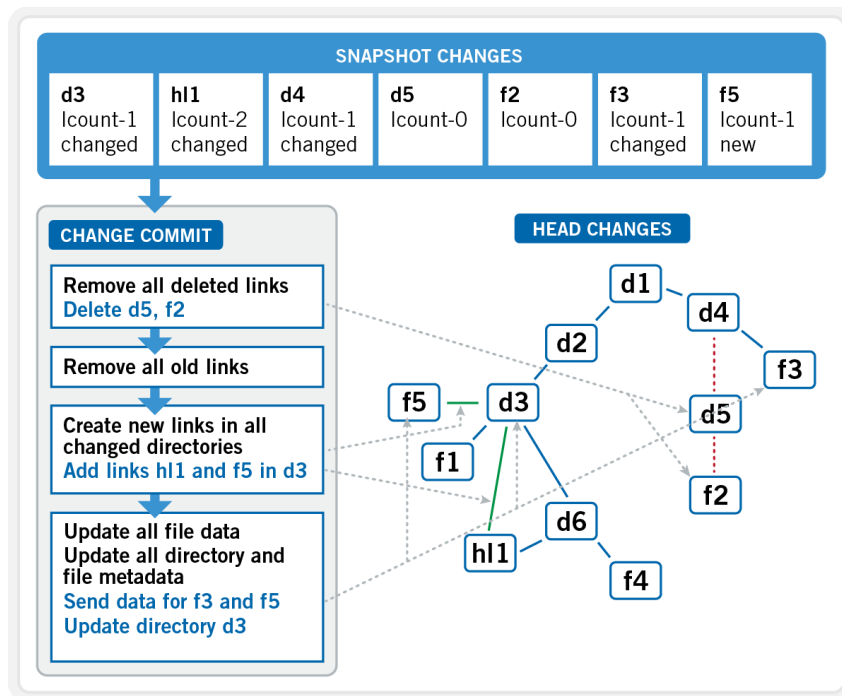 SNAPSHOT CHANGES
d3
lcount-1
changed
hl1
lcount-2
changed
d4
lcount-1
changed
d5
lcount-0
f2
lcount-0
f3
lcount-1
changed
f5
lcount-1
new
CHANGE COMMIT
Remove all deleted links
Delete d5, f2
Remove all old links
Create new links in all
changed directories
Add links hl1 and f5 in d3
Update all file data
Update all directory and
file metadata
Send data for f3 and f5
Update directory d3
HEAD CHANGES
d1
d4
d2
f3
f5
d3
d5
f1
f2
d6
hl1
f4